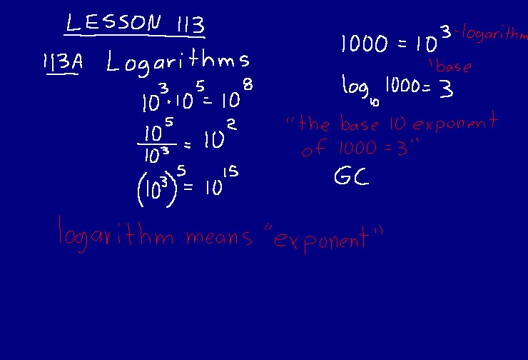 LESSON 113
113A Logarithms
10³·10⁵ = 10⁸
10⁵/10³ = 10²
(10³)⁵ = 10¹⁵
1000 = 10³ -logarithm
'base
log₁₀ 1000 = 3
"the base 10 exponent
of 1000 = 3"
GC
logarithm means "exponent"